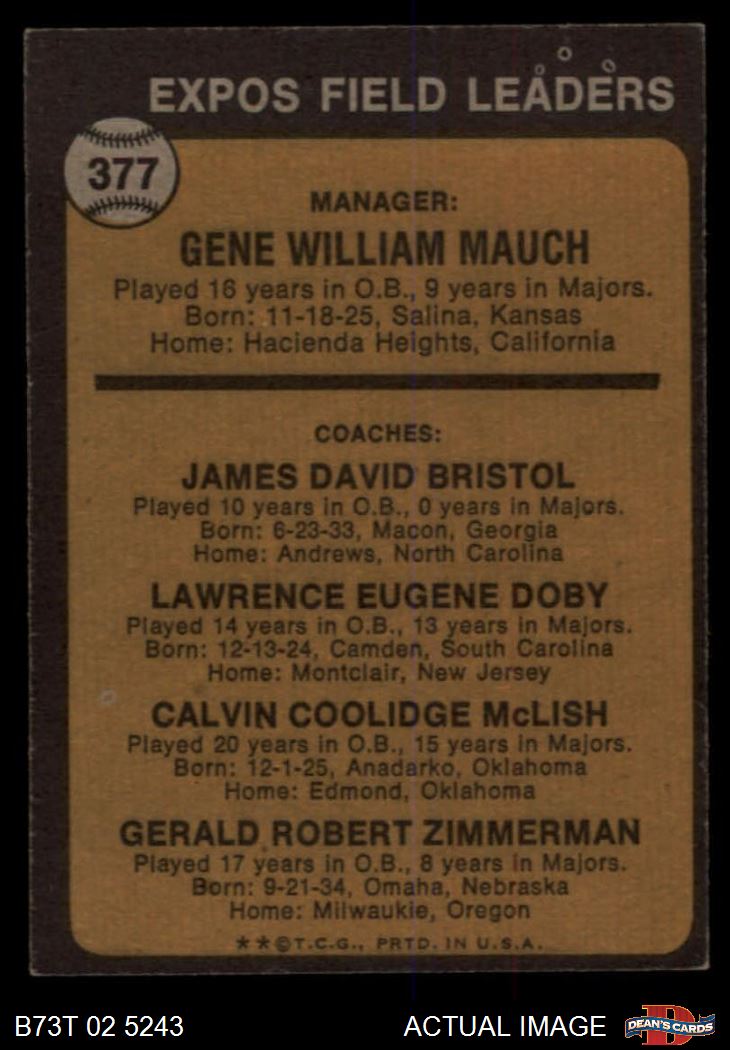 EXPOS FIELD LEADERS
377
MANAGER:
GENE WILLIAM MAUCH
Played 16 years in O.B., 9 years in Majors.
Born: 11-18-25, Salina, Kansas
Home: Hacienda Heights, California
COACHES:
JAMES DAVID BRISTOL
Played 10 years in O.B., 0 years in Majors.
Born: 6-23-33, Macon, Georgia
Home: Andrews, North Carolina
LAWRENCE EUGENE DOBY
Played 14 years in O.B., 13 years in Majors.
Born: 12-13-24, Camden, South Carolina
Home: Montclair, New Jersey
CALVIN COOLIDGE McLISH
Played 20 years in O.B., 15 years in Majors.
Born: 12-1-25, Anadarko, Oklahoma
Home: Edmond, Oklahoma
GERALD ROBERT ZIMMERMAN
Played 17 years in O.B., 8 years in Majors.
Born: 9-21-34, Omaha, Nebraska
Home: Milwaukie, Oregon
**©T.C.G., PRTD. IN U.S.A.
B73T 02 5243 ACTUAL IMAGE D DEAN'S CARDS